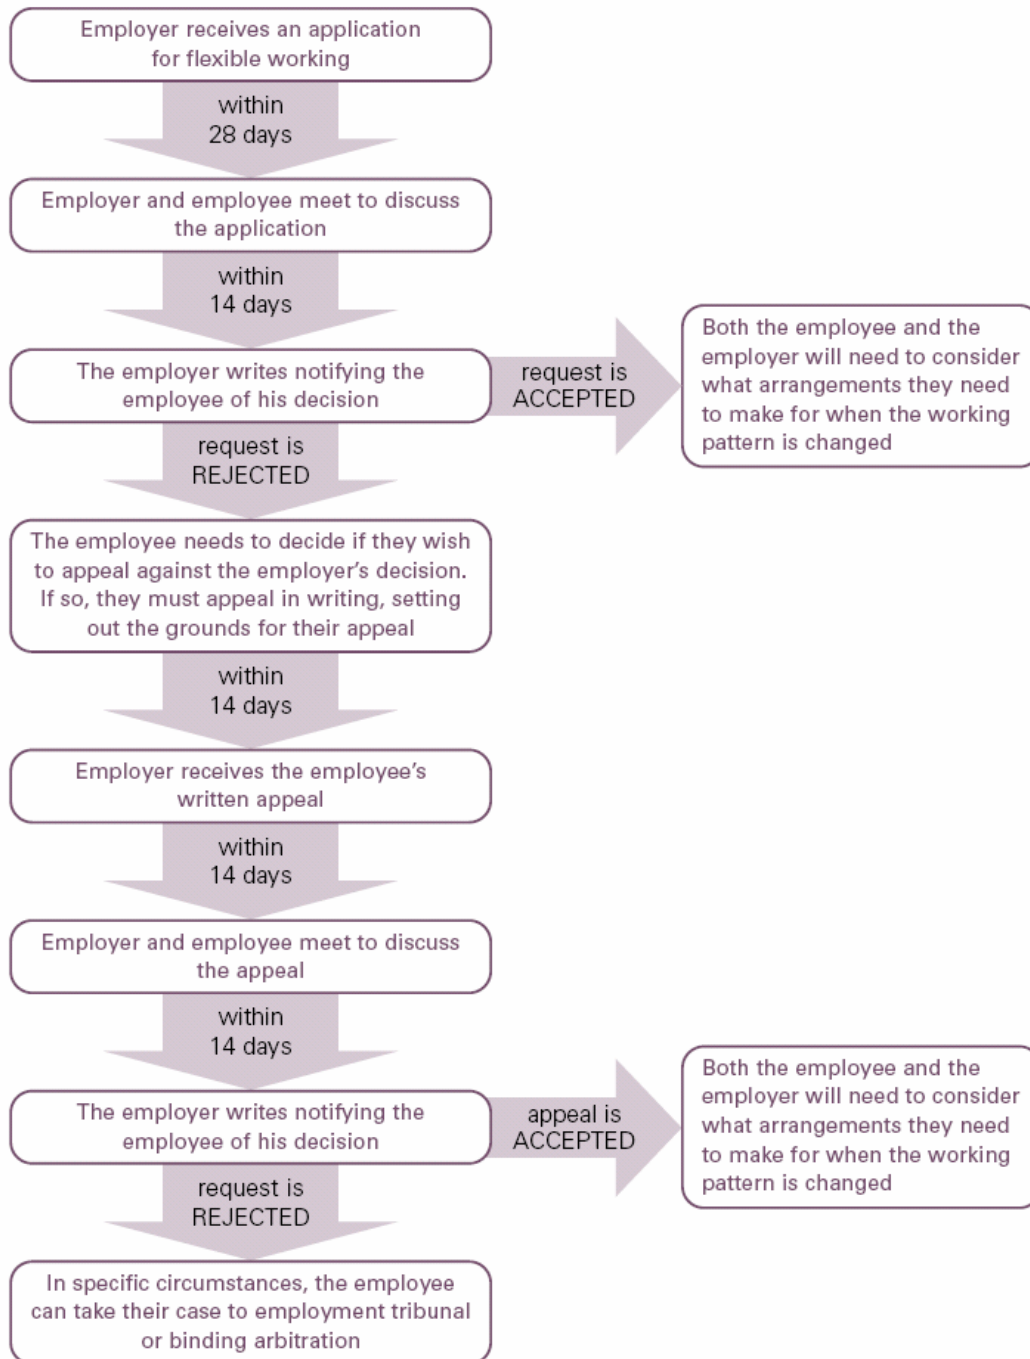 Employer receives an application
for flexible working
within
28 days
Employer and employee meet to discuss
the application
within
14 days
The employer writes notifying the
employee of his decision
request is
ACCEPTED
Both the employee and the
employer will need to consider
what arrangements they need
to make for when the working
pattern is changed
request is
REJECTED
The employee needs to decide if they wish
to appeal against the employer’s decision.
If so, they must appeal in writing, setting
out the grounds for their appeal
within
14 days
Employer receives the employee’s
written appeal
within
14 days
Employer and employee meet to discuss
the appeal
within
14 days
The employer writes notifying the
employee of his decision
appeal is
ACCEPTED
Both the employee and the
employer will need to consider
what arrangements they need
to make for when the working
pattern is changed
request is
REJECTED
In specific circumstances, the employee
can take their case to employment tribunal
or binding arbitration